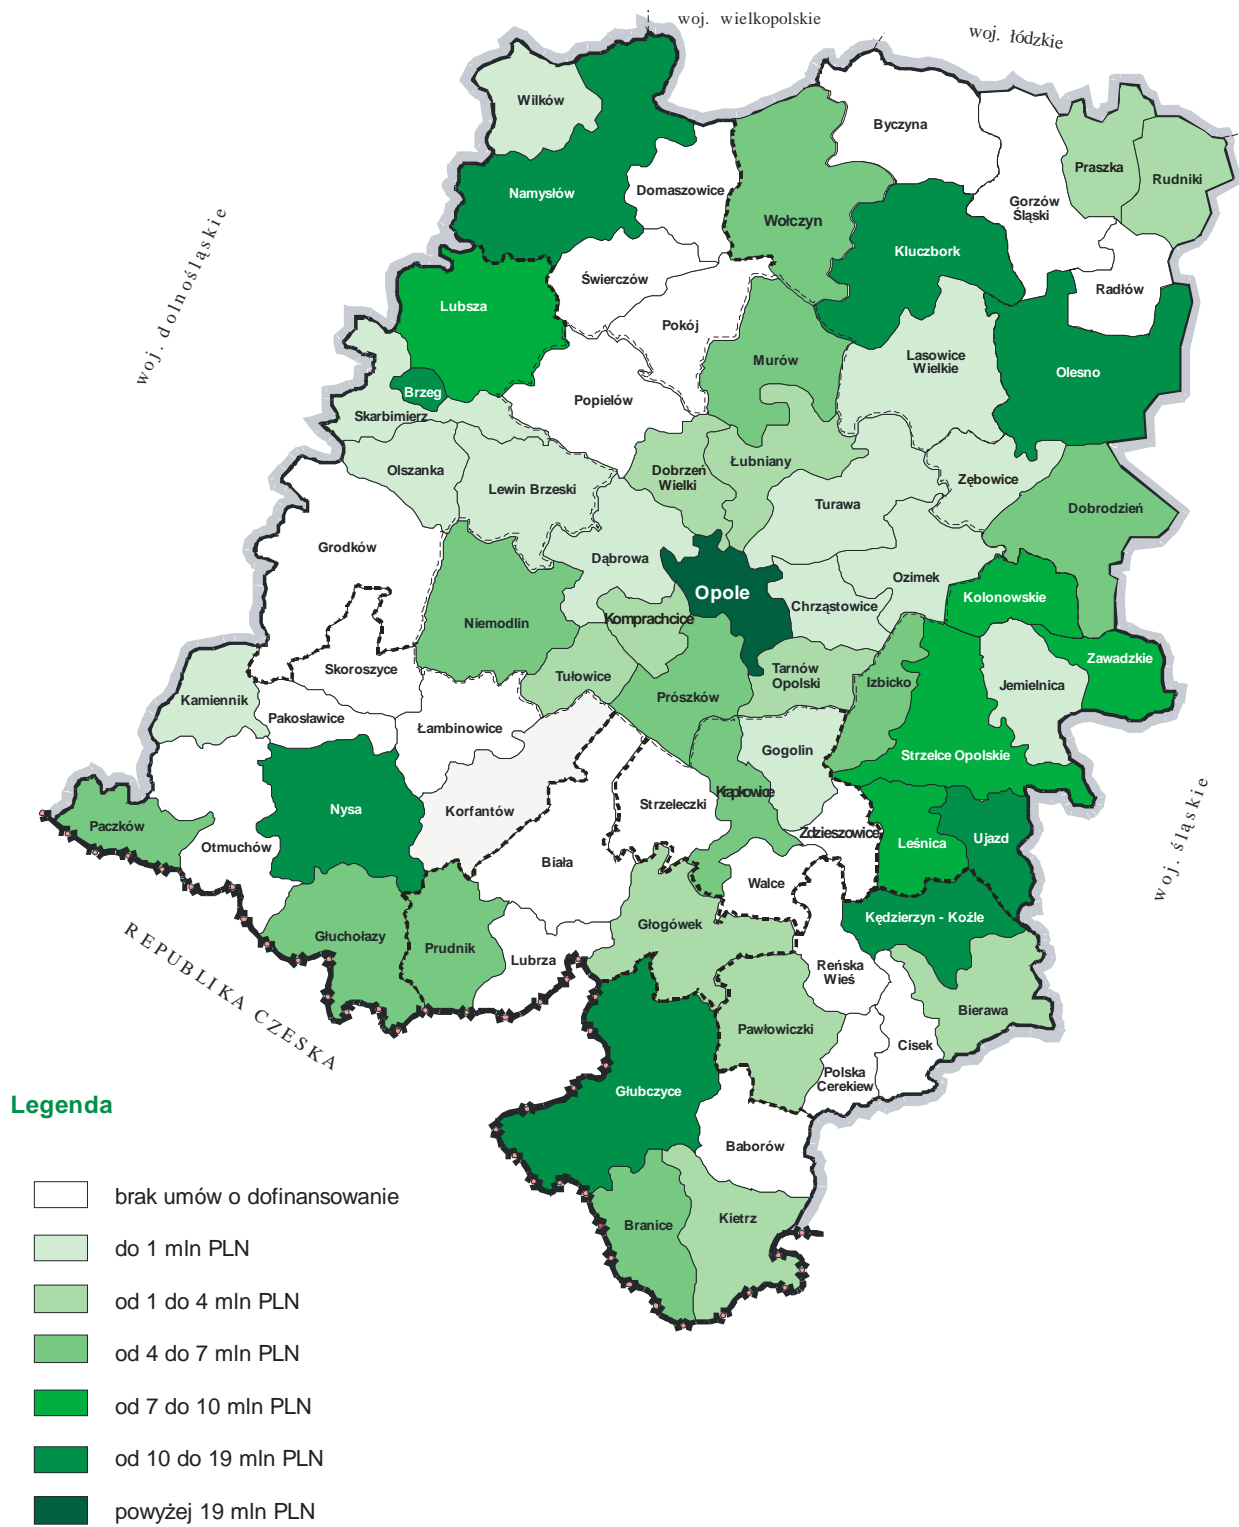 woj. wielkopolskie
woj. łódzkie
Wilków
Byczyna
Praszka
Rudniki
Namysłów
Domaszowice
Gorzów
Śląski
Wołczyn
Kluczbork
woj. dolnośląskie
Świerczów
Radłów
Lubsza
Pokój
Murów
Lasowice
Wielkie
Olesno
Brzeg
Popielów
Skarbimierz
Olszanka
Lewin Brzeski
Dobrzeń
Wielki
Łubniany
Zębowice
Turawa
Dobrodzień
Grodków
Dąbrowa
Ozimek
Opole
Chrząstowice
Kolonowskie
Niemodlin
Komprachcice
Zawadzkie
Skoroszyce
Tułowice
Tarnów
Opolski
Izbicko
Jemielnica
Kamiennik
Prószków
Pakosławice
Łambinowice
Gogolin
Strzelce Opolskie
Nysa
Korfantów
Strzeleczki
Krapkowice
woj. śląskie
Paczków
Otmuchów
Zdzieszowice
Leśnica
Ujazd
Biała
Walce
Kędzierzyn - Koźle
Głuchołazy
Prudnik
Głogówek
Lubrza
Reńska
Wieś
REPUBLIKA CZESKA
Bierawa
Pawłowiczki
Cisek
Polska
Cerekiew
Głubczyce
Baborów
Branice
Kietrz
Legenda
brak umów o dofinansowanie
do 1 mln PLN
od 1 do 4 mln PLN
od 4 do 7 mln PLN
od 7 do 10 mln PLN
od 10 do 19 mln PLN
powyżej 19 mln PLN